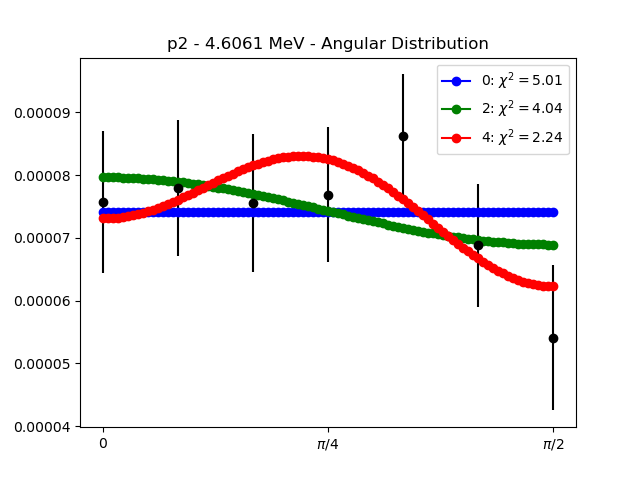 p2 - 4.6061 MeV - Angular Distribution
0: χ² = 5.01
2: χ² = 4.04
4: χ² = 2.24
0.00009
0.00008
0.00007
0.00006
0.00005
0.00004
0
π/4
π/2